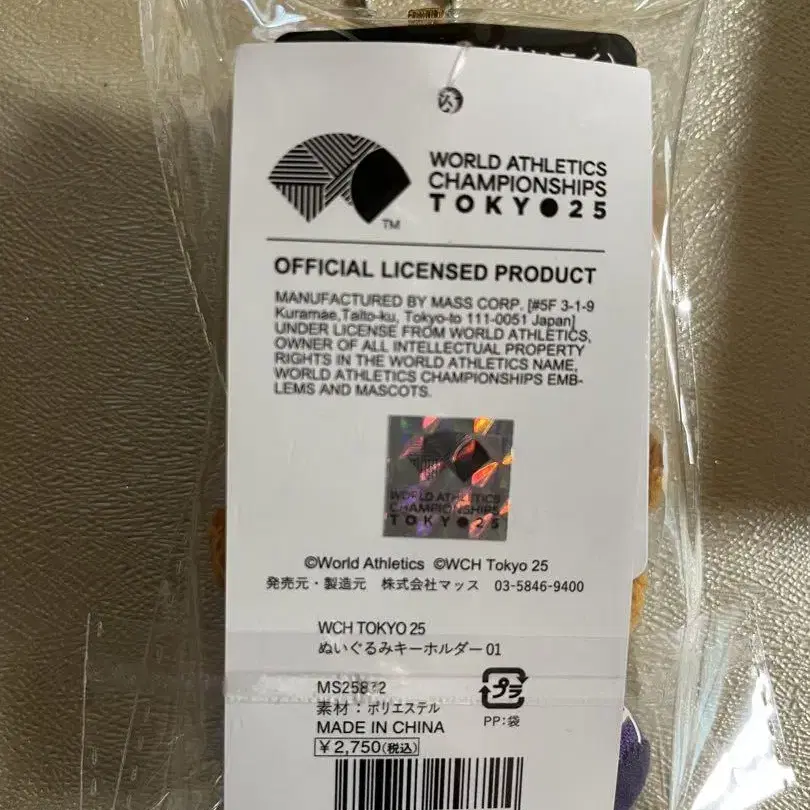 WORLD ATHLETICS
CHAMPIONSHIPS
TOKYO25
TM
OFFICIAL LICENSED PRODUCT
MANUFACTURED BY MASS CORP, [#5F 3-1-9
Kuramae,Taito-ku, Tokyo-to 111-0051 Japan]
UNDER LICENSE FROM WORLD ATHLETICS,
OWNER OF ALL INTELLECTUAL PROPERTY
RIGHTS IN THE WORLD ATHLETICS NAME,
WORLD ATHLETICS CHAMPIONSHIPS EMB-
LEMS AND MASCOTS.
WORLD ATHLETICS
CHAMPIONSHIPS
TOKYO25
©World Athletics ©WCH Tokyo 25
発売元・製造元 株式会社マッス 03-5846-9400
WCH TOKYO 25
ぬいぐるみキーホルダー01
素材：ポリエステル
MADE IN CHINA
¥2,750(税込)
プラ
PP:袋